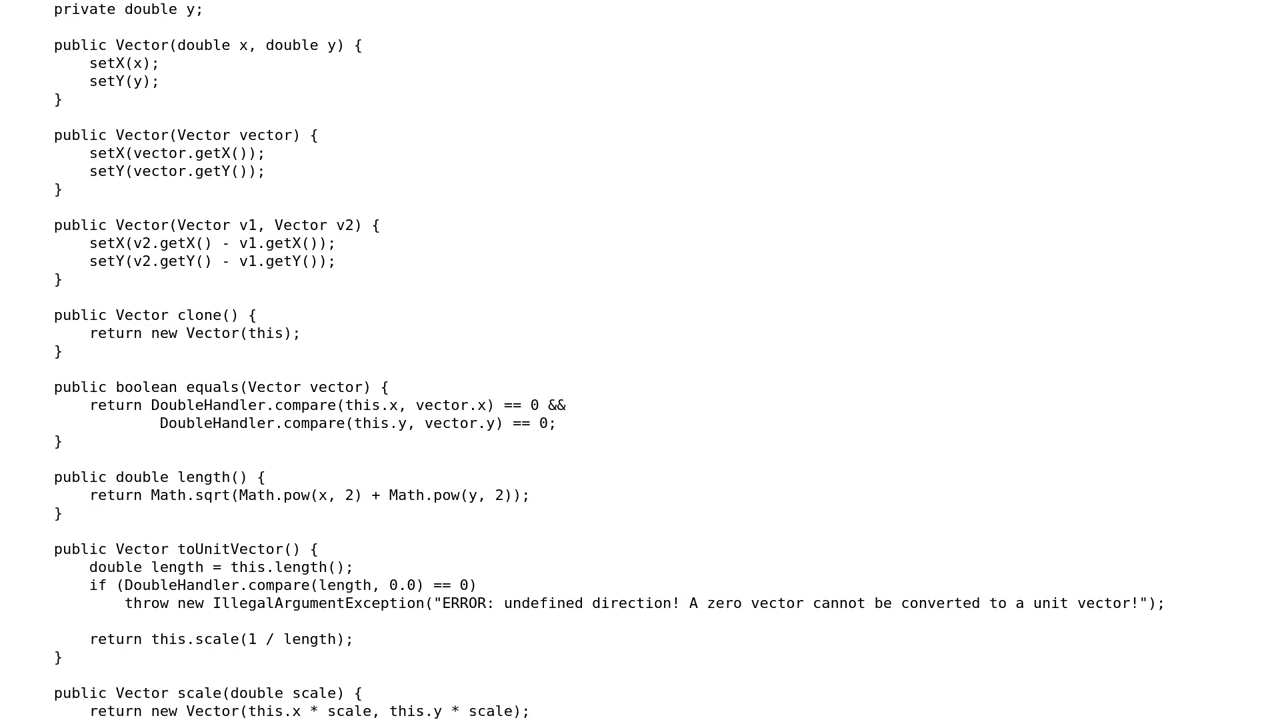 private double y;
public Vector(double x, double y) {
setX(x);
setY(y);
}
public Vector(Vector vector) {
setX(vector.getX());
setY(vector.getY());
}
public Vector(Vector v1, Vector v2) {
setX(v2.getX() - v1.getX());
setY(v2.getY() - v1.getY());
}
public Vector clone() {
return new Vector(this);
}
public boolean equals(Vector vector) {
return DoubleHandler.compare(this.x, vector.x) == 0 &&
DoubleHandler.compare(this.y, vector.y) == 0;
}
public double length() {
return Math.sqrt(Math.pow(x, 2) + Math.pow(y, 2));
}
public Vector toUnitVector() {
double length = this.length();
if (DoubleHandler.compare(length, 0.0) == 0)
throw new IllegalArgumentException("ERROR: undefined direction! A zero vector cannot be converted to a unit vector!");
return this.scale(1 / length);
}
public Vector scale(double scale) {
return new Vector(this.x * scale, this.y * scale);